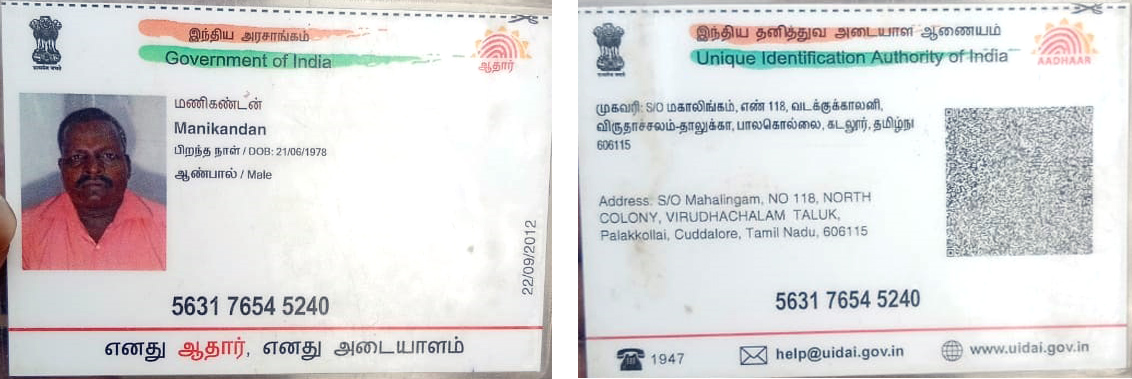 இந்திய அரசாங்கம்
Government of India
ஆதார்
மணிகண்டன்
Manikandan
பிறந்த நாள் / DOB: 21/06/1978
ஆண்பால் / Male
22/09/2012
5631 7654 5240
எனது ஆதார், எனது அடையாளம்
இந்திய தனித்துவ அடையாள ஆணையம்
Unique Identification Authority of India
AADHAAR
முகவரி: S/O மகாலிங்கம், எண் 118, வடக்குக்காலனி,
விருதாச்சலம்-தாலுக்கா, பாலகொல்லை, கடலூர், தமிழ்நா
606115
Address: S/O Mahalingam, NO 118, NORTH
COLONY, VIRUDHACHALAM TALUK,
Palakkollai, Cuddalore, Tamil Nadu, 606115
5631 7654 5240
1947
help@uidai.gov.in
www.uidai.gov.in